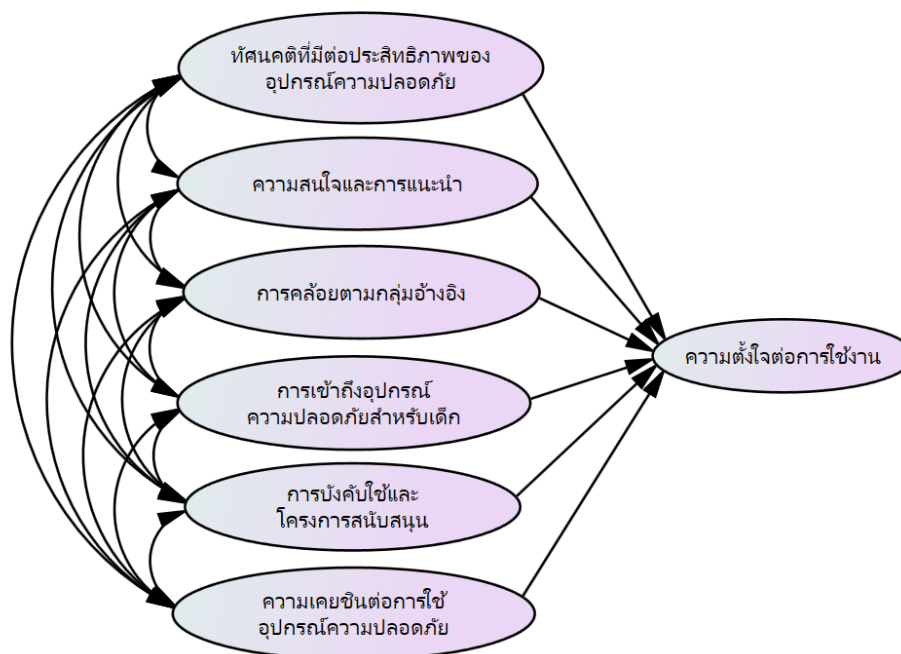 ทัศนคติที่มีต่อประสิทธิภาพของ
อุปกรณ์ความปลอดภัย
ความสนใจและการแนะนำ
การคล้อยตามกลุ่มอ้างอิง
การเข้าถึงอุปกรณ์
ความปลอดภัยสำหรับเด็ก
การบังคับใช้และ
โครงการสนับสนุน
ความเคยชินต่อการใช้
อุปกรณ์ความปลอดภัย
ความตั้งใจต่อการใช้งาน